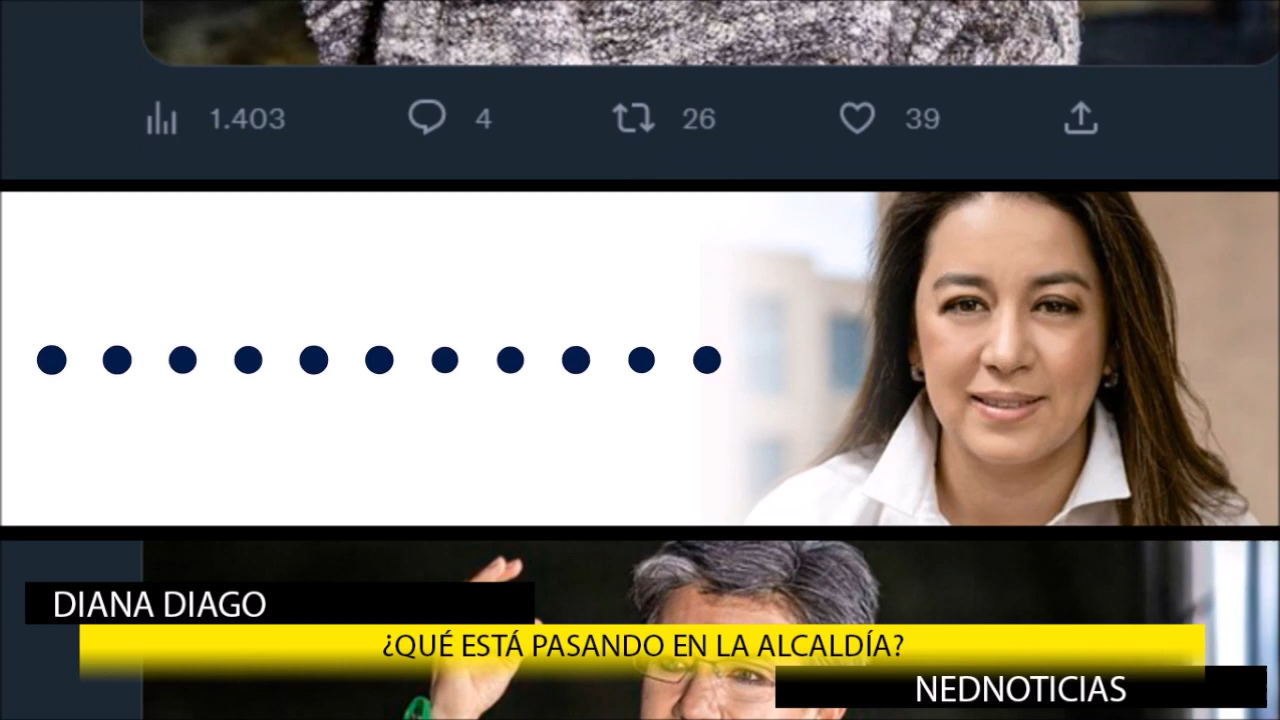 1.403 4 26 39
DIANA DIAGO
¿QUÉ ESTÁ PASANDO EN LA ALCALDÍA?
NEDNOTICIAS